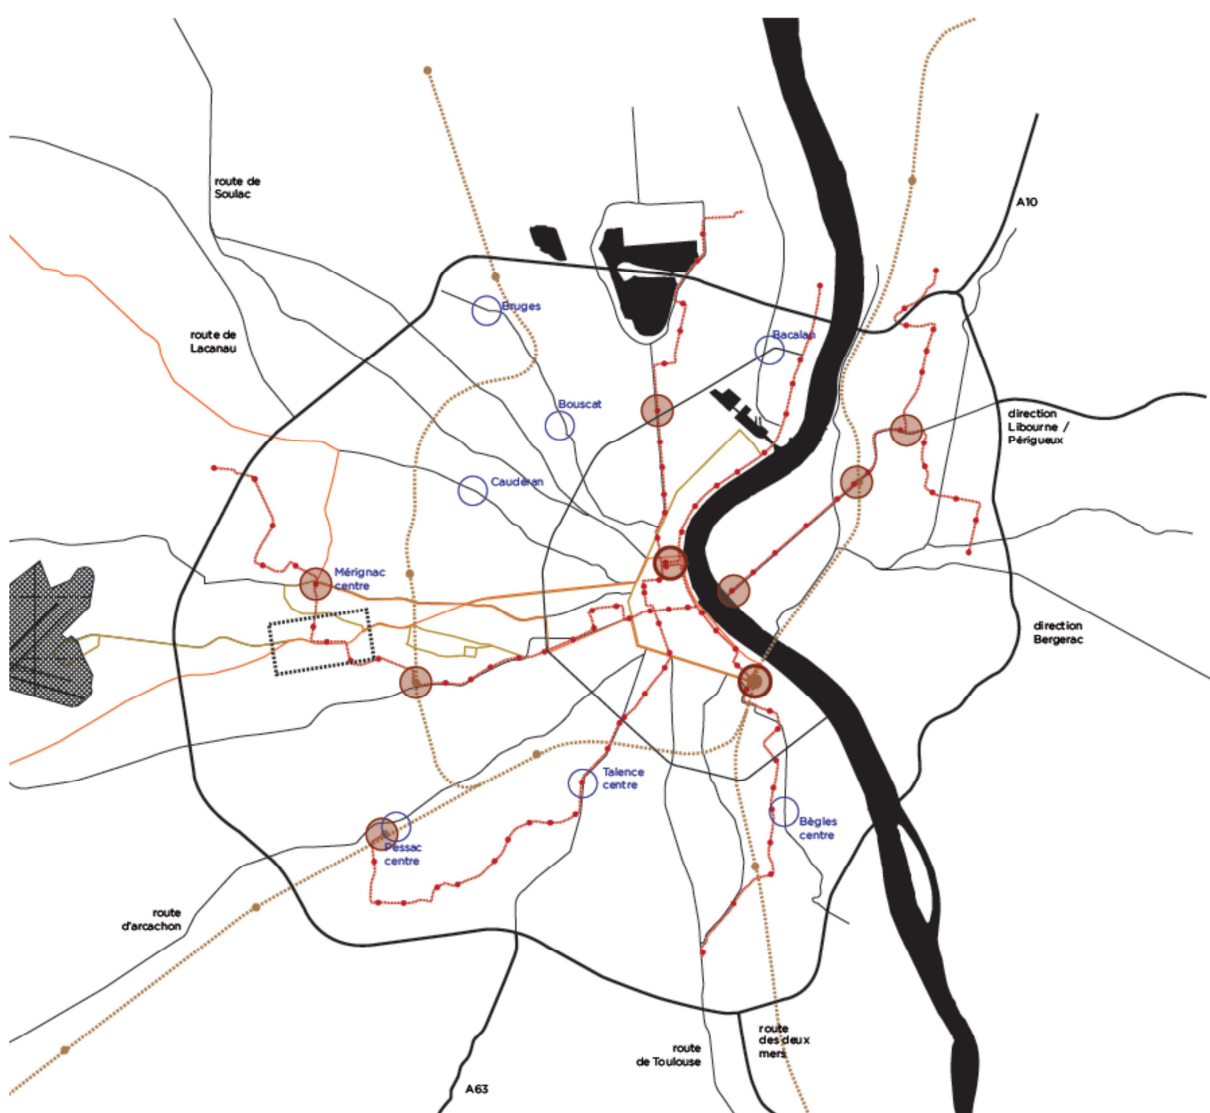 route de
Soulac
A10
Bruges
route de
Lacanau
Bacalan
Bouscat
direction
Libourne /
Périgueux
Caudéran
Mérignac
centre
direction
Bergerac
Talence
centre
Bègles
centre
Pessac
centre
route
d'arcachon
route
des deux
mers
route
de Toulouse
A63